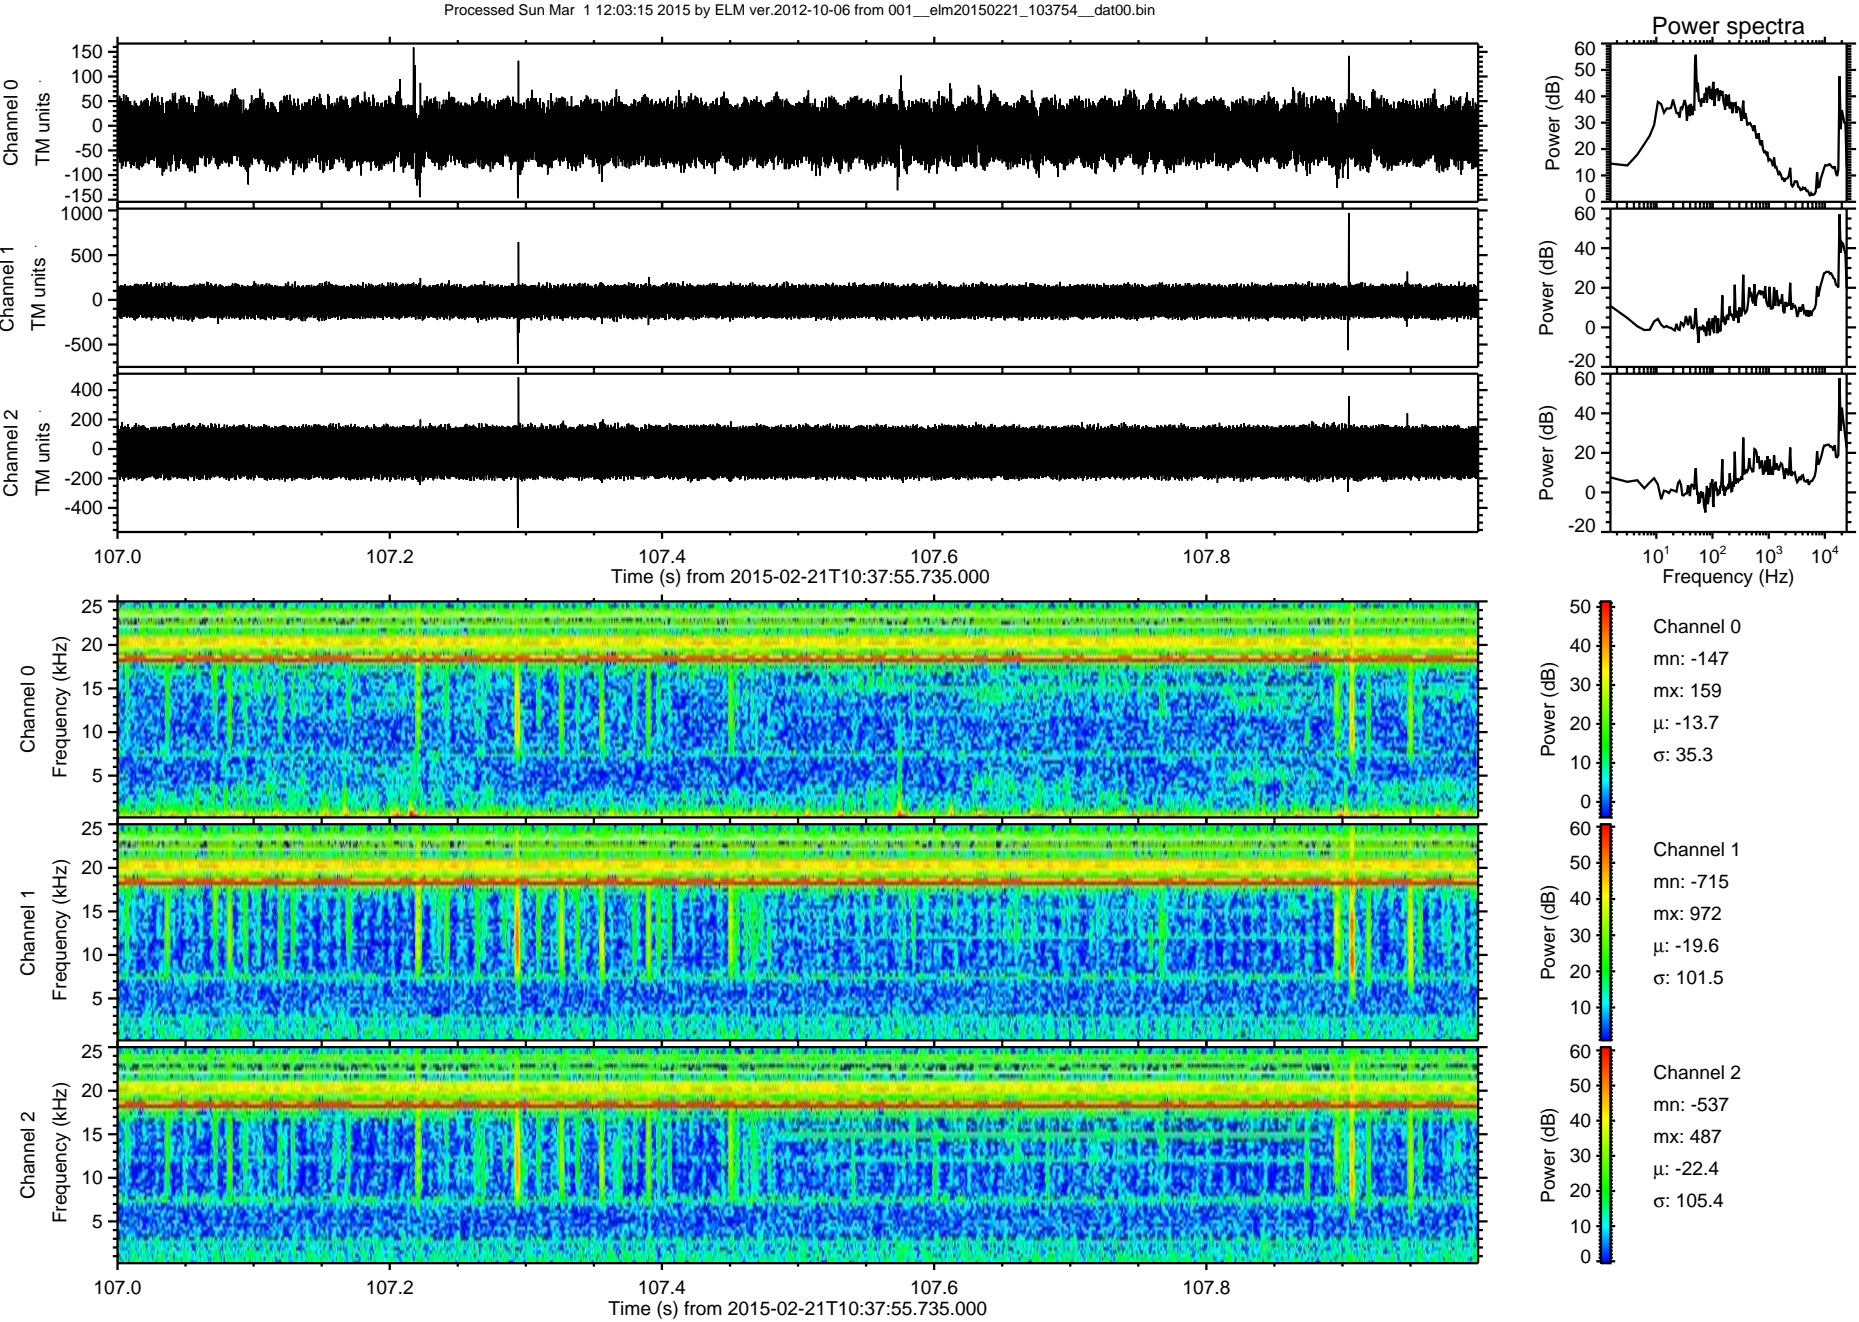 Processed Sun Mar 1 12:03:15 2015 by ELM ver.2012-10-06 from 001__elm20150221_103754__dat00.bin
Power spectra
Channel 0
TM units
150
100
50
0
-50
-100
-150
Power (dB)
60
50
40
30
20
10
0
Channel 1
TM units
1000
500
0
-500
Power (dB)
60
40
20
0
-20
Channel 2
TM units
400
200
0
-200
-400
Power (dB)
60
40
20
0
-20
107.0 107.2 107.4 107.6 107.8
Time (s) from 2015-02-21T10:37:55.735.000
10¹ 10² 10³ 10⁴
Frequency (Hz)
Channel 0
Frequency (kHz)
25
20
15
10
5
Power (dB)
50
40
30
20
10
0
Channel 0
mn: -147
mx: 159
μ: -13.7
σ: 35.3
Channel 1
Frequency (kHz)
25
20
15
10
5
Power (dB)
60
50
40
30
20
10
Channel 1
mn: -715
mx: 972
μ: -19.6
σ: 101.5
Channel 2
Frequency (kHz)
25
20
15
10
5
Power (dB)
60
50
40
30
20
10
0
Channel 2
mn: -537
mx: 487
μ: -22.4
σ: 105.4
107.0 107.2 107.4 107.6 107.8
Time (s) from 2015-02-21T10:37:55.735.000